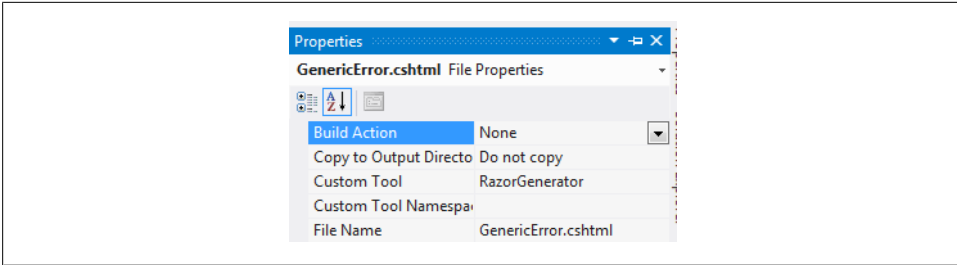 Properties
GenericError.cshtml File Properties
Build Action None
Copy to Output Directo Do not copy
Custom Tool RazorGenerator
Custom Tool Namespa
File Name GenericError.cshtml